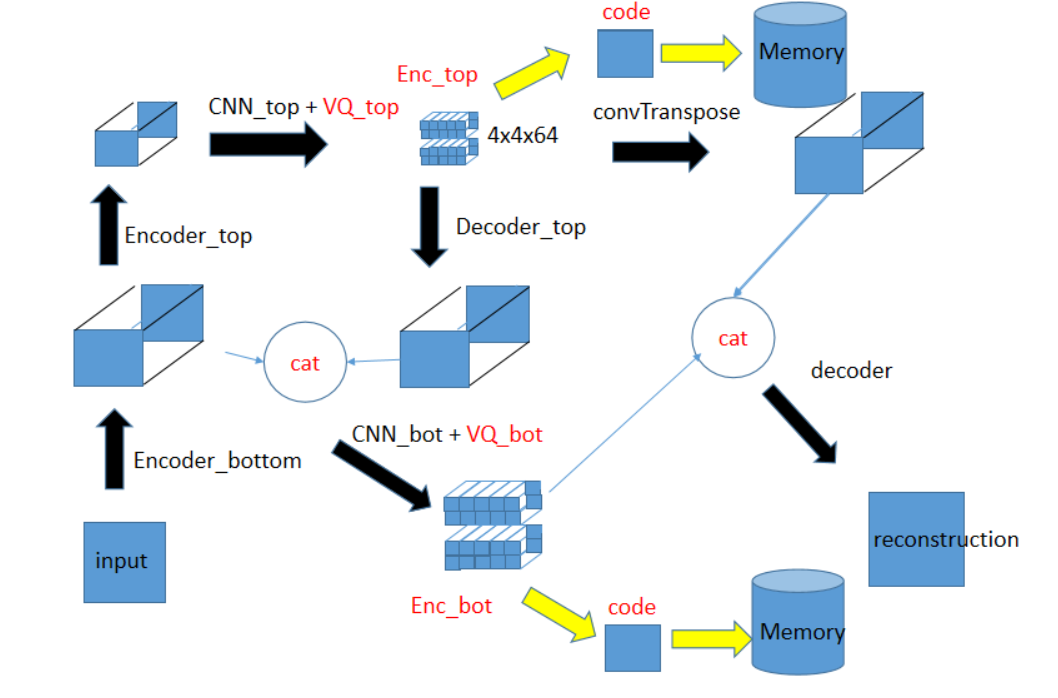 code
Memory
Enc_top
CNN_top + VQ_top
4x4x64
convTranspose
Encoder_top
Decoder_top
cat
cat
decoder
CNN_bot + VQ_bot
Encoder_bottom
input
reconstruction
Enc_bot
code
Memory